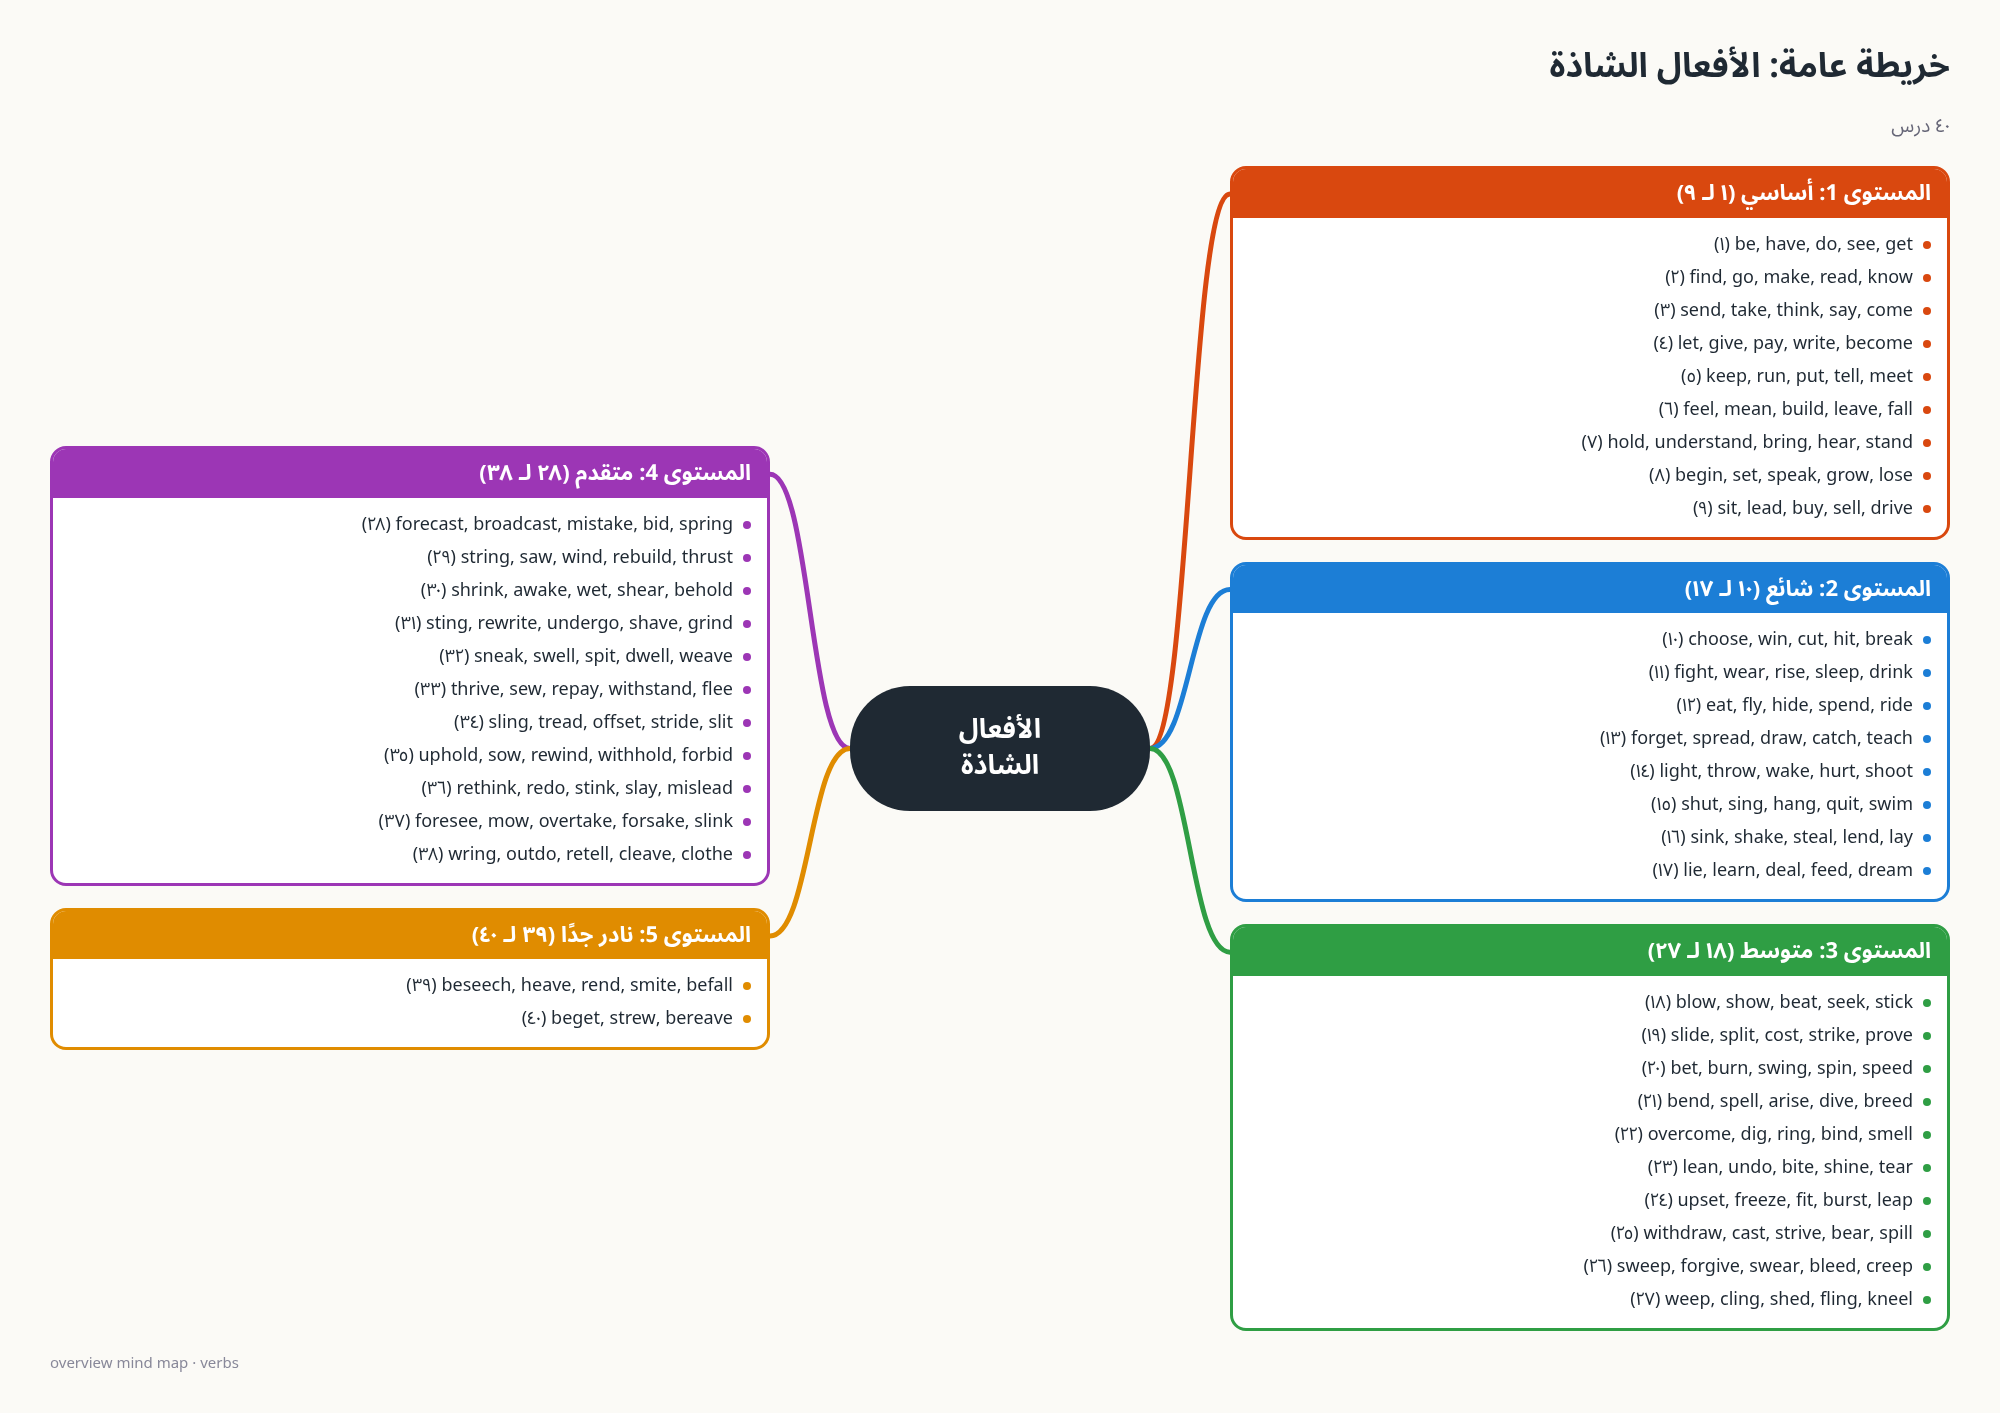 خريطة عامة: الأفعال الشاذة
٤٠ درس
المستوى 1: أساسي (١ لـ ٩)
(١) be, have, do, see, get
(٢) find, go, make, read, know
(٣) send, take, think, say, come
(٤) let, give, pay, write, become
(٥) keep, run, put, tell, meet
(٦) feel, mean, build, leave, fall
(٧) hold, understand, bring, hear, stand
(٨) begin, set, speak, grow, lose
(٩) sit, lead, buy, sell, drive
المستوى 2: شائع (١٠ لـ ١٧)
(١٠) choose, win, cut, hit, break
(١١) fight, wear, rise, sleep, drink
(١٢) eat, fly, hide, spend, ride
(١٣) forget, spread, draw, catch, teach
(١٤) light, throw, wake, hurt, shoot
(١٥) shut, sing, hang, quit, swim
(١٦) sink, shake, steal, lend, lay
(١٧) lie, learn, deal, feed, dream
المستوى 3: متوسط (١٨ لـ ٢٧)
(١٨) blow, show, beat, seek, stick
(١٩) slide, split, cost, strike, prove
(٢٠) bet, burn, swing, spin, speed
(٢١) bend, spell, arise, dive, breed
(٢٢) overcome, dig, ring, bind, smell
(٢٣) lean, undo, bite, shine, tear
(٢٤) upset, freeze, fit, burst, leap
(٢٥) withdraw, cast, strive, bear, spill
(٢٦) sweep, forgive, swear, bleed, creep
(٢٧) weep, cling, shed, fling, kneel
الأفعال
الشاذة
المستوى 4: متقدم (٢٨ لـ ٣٨)
(٢٨) forecast, broadcast, mistake, bid, spring
(٢٩) string, saw, wind, rebuild, thrust
(٣٠) shrink, awake, wet, shear, behold
(٣١) sting, rewrite, undergo, shave, grind
(٣٢) sneak, swell, spit, dwell, weave
(٣٣) thrive, sew, repay, withstand, flee
(٣٤) sling, tread, offset, stride, slit
(٣٥) uphold, sow, rewind, withhold, forbid
(٣٦) rethink, redo, stink, slay, mislead
(٣٧) foresee, mow, overtake, forsake, slink
(٣٨) wring, outdo, retell, cleave, clothe
المستوى 5: نادر جدًا (٣٩ لـ ٤٠)
(٣٩) beseech, heave, rend, smite, befall
(٤٠) beget, strew, bereave
overview mind map · verbs